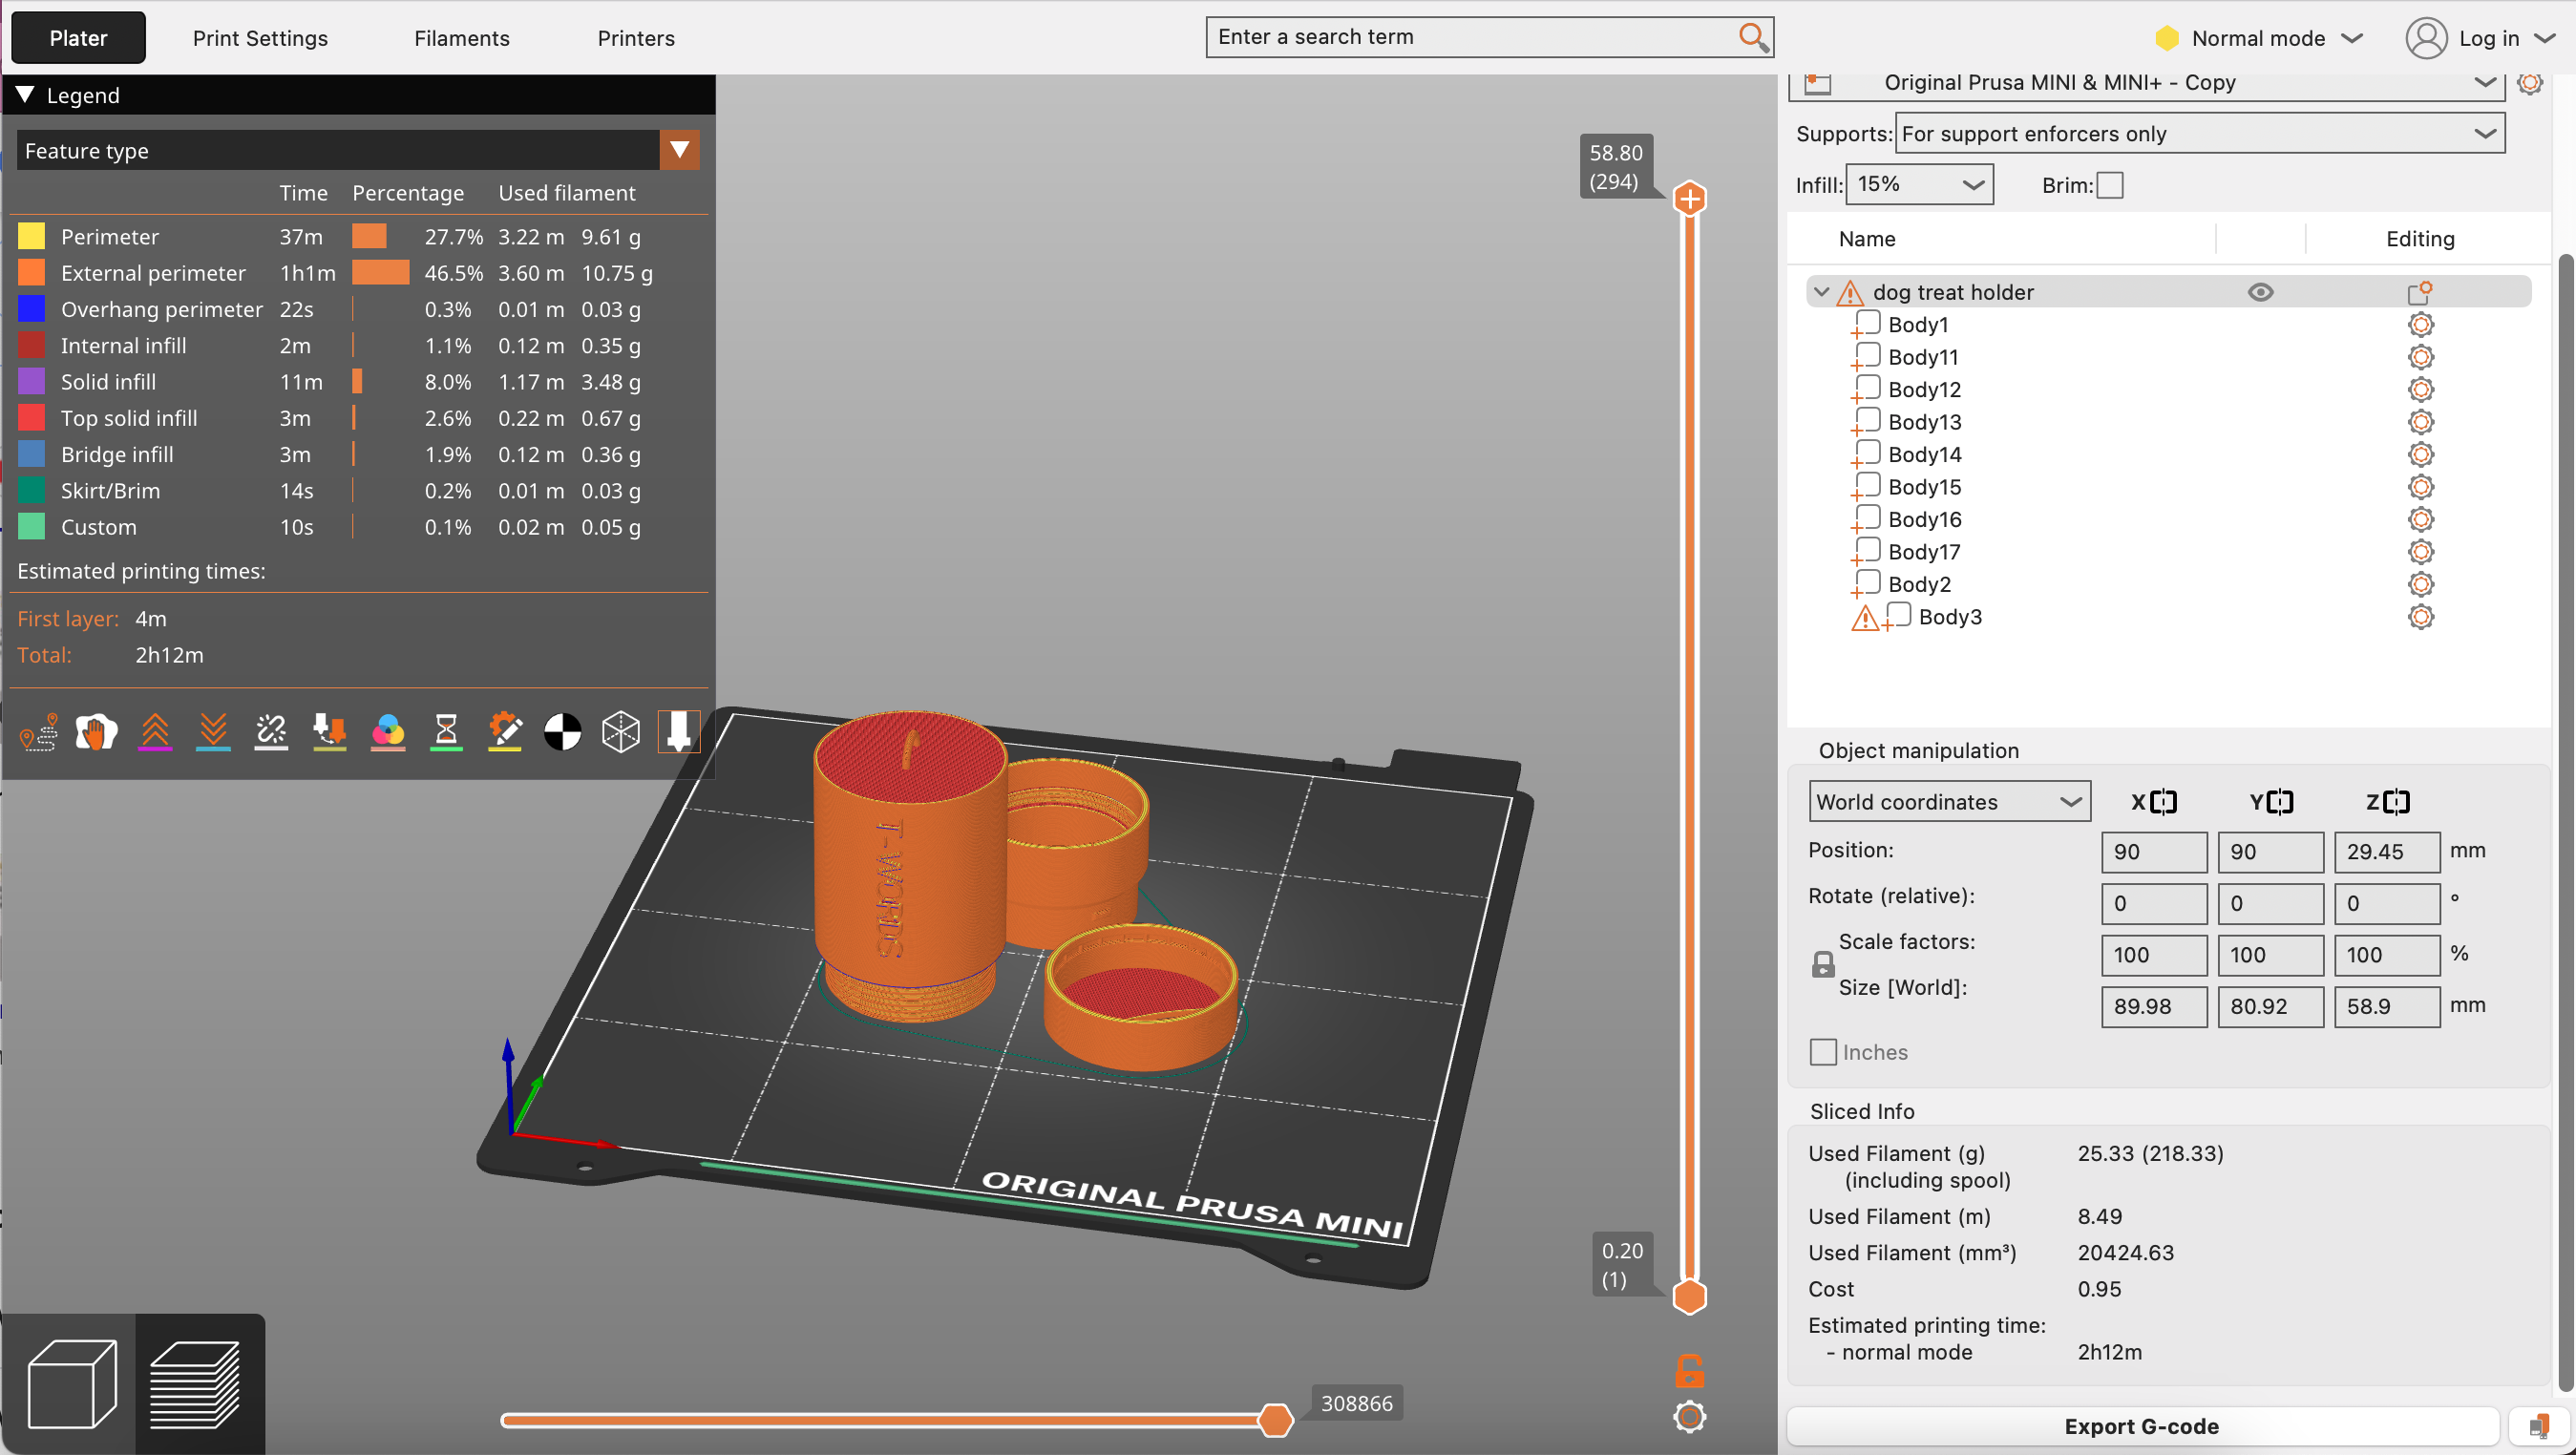 Plater Print Settings Filaments Printers Enter a search term Normal mode Log in
Legend
Feature type
Time Percentage Used filament
Perimeter 37m 27.7% 3.22 m 9.61 g
External perimeter 1h1m 46.5% 3.60 m 10.75 g
Overhang perimeter 22s 0.3% 0.01 m 0.03 g
Internal infill 2m 1.1% 0.12 m 0.35 g
Solid infill 11m 8.0% 1.17 m 3.48 g
Top solid infill 3m 2.6% 0.22 m 0.67 g
Bridge infill 3m 1.9% 0.12 m 0.36 g
Skirt/Brim 14s 0.2% 0.01 m 0.03 g
Custom 10s 0.1% 0.02 m 0.05 g
Estimated printing times:
First layer: 4m
Total: 2h12m
58.80
(294)
T-WORDS
ORIGINAL PRUSA MINI
0.20
(1)
308866
Original Prusa MINI & MINI+ - Copy
Supports: For support enforcers only
Infill: 15% Brim:
Name Editing
dog treat holder
Body1
Body11
Body12
Body13
Body14
Body15
Body16
Body17
Body2
Body3
Object manipulation
World coordinates X Y Z
Position: 90 90 29.45 mm
Rotate (relative): 0 0 0 °
Scale factors: 100 100 100 %
Size [World]: 89.98 80.92 58.9 mm
Inches
Sliced Info
Used Filament (g) 25.33 (218.33)
(including spool)
Used Filament (m) 8.49
Used Filament (mm³) 20424.63
Cost 0.95
Estimated printing time:
- normal mode 2h12m
Export G-code